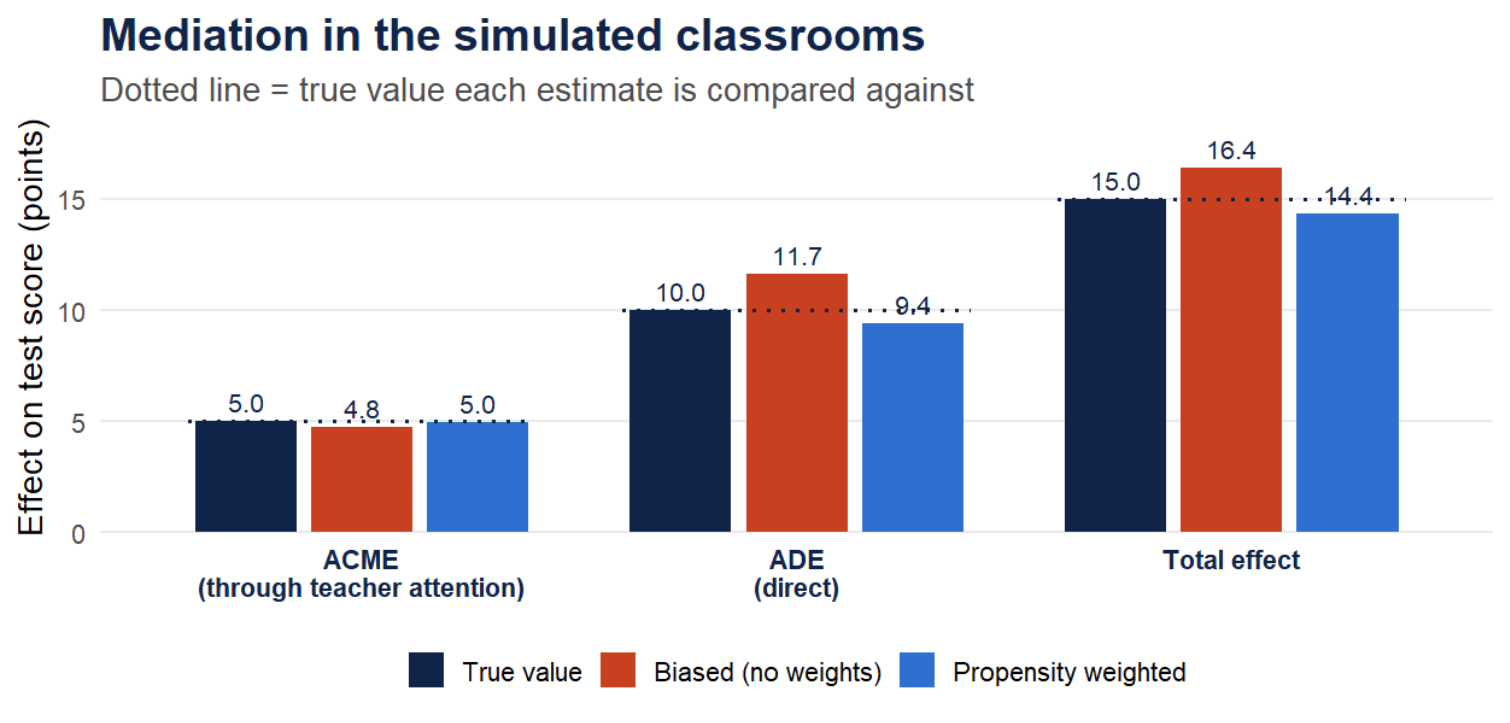 Mediation in the simulated classrooms
Dotted line = true value each estimate is compared against
Effect on test score (points)
15
10
5
0
5.0
4.8
5.0
10.0
11.7
9.4
15.0
16.4
14.4
ACME
(through teacher attention)
ADE
(direct)
Total effect
True value
Biased (no weights)
Propensity weighted